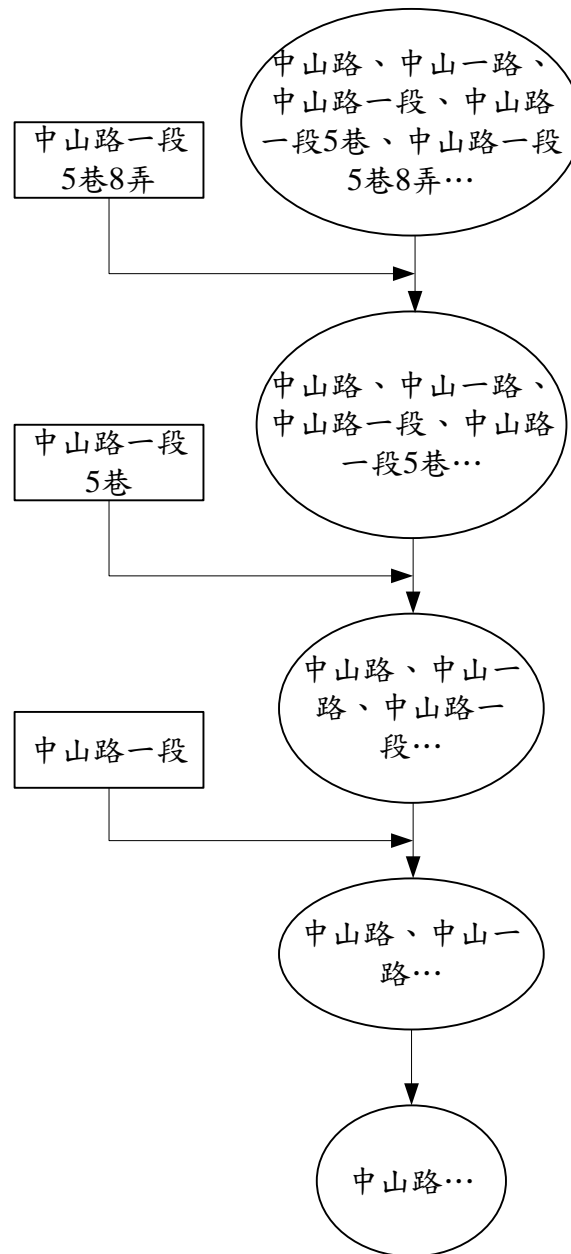 中山路、中山一路、
中山路一段、中山路
一段5巷、中山路一段
5巷8弄…
中山路一段
5巷8弄
中山路、中山一路、
中山路一段、中山路
一段5巷…
中山路一段
5巷
中山路、中山一
路、中山路一
段…
中山路一段
中山路、中山一
路…
中山路…